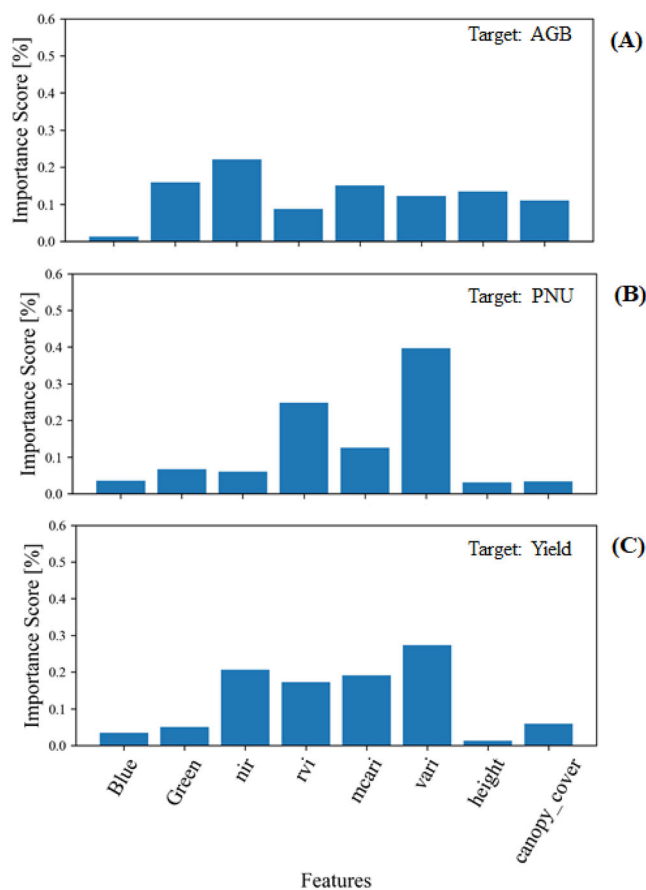 0.6
Target: AGB
(A)
0.5
0.4
0.3
0.2
0.1
0.0
Importance Score [%]
0.6
Target: PNU
(B)
0.5
0.4
0.3
0.2
0.1
0.0
Importance Score [%]
0.6
Target: Yield
(C)
0.5
0.4
0.3
0.2
0.1
0.0
Importance Score [%]
Blue
Green
nir
rvi
mcari
vari
height
canopy_cover
Features